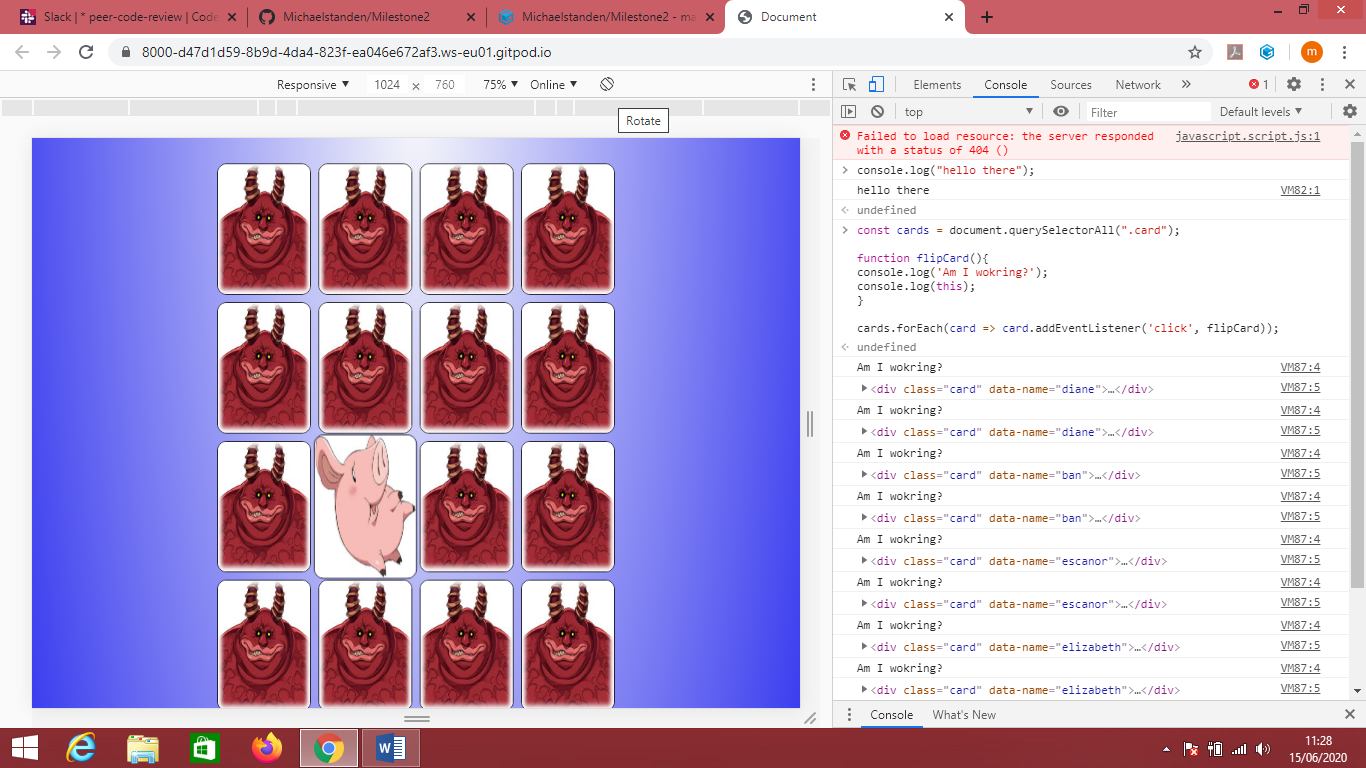 Slack | * peer-code-review | Code
Michaelstanden/Milestone2
Michaelstanden/Milestone2 - ma
Document
8000-d47d1d59-8b9d-4da4-823f-ea046e672af3.ws-eu01.gitpod.io
m
Responsive ▼ 1024 × 760 75% ▼ Online ▼
Rotate
Elements Console Sources Network » 1
top ▼ Filter Default levels ▼
Failed to load resource: the server responded javascript.script.js:1
with a status of 404 ()
console.log("hello there");
hello there VM82:1
undefined
const cards = document.querySelectorAll(".card");
function flipCard(){
console.log('Am I wokring?');
console.log(this);
}
cards.forEach(card => card.addEventListener('click', flipCard));
undefined
Am I wokring? VM87:4
<div class="card" data-name="diane">…</div> VM87:5
Am I wokring? VM87:4
<div class="card" data-name="diane">…</div> VM87:5
Am I wokring? VM87:4
<div class="card" data-name="ban">…</div> VM87:5
Am I wokring? VM87:4
<div class="card" data-name="ban">…</div> VM87:5
Am I wokring? VM87:4
<div class="card" data-name="escanor">…</div> VM87:5
Am I wokring? VM87:4
<div class="card" data-name="escanor">…</div> VM87:5
Am I wokring? VM87:4
<div class="card" data-name="elizabeth">…</div> VM87:5
Am I wokring? VM87:4
<div class="card" data-name="elizabeth">…</div> VM87:5
Console What's New
11:28
15/06/2020